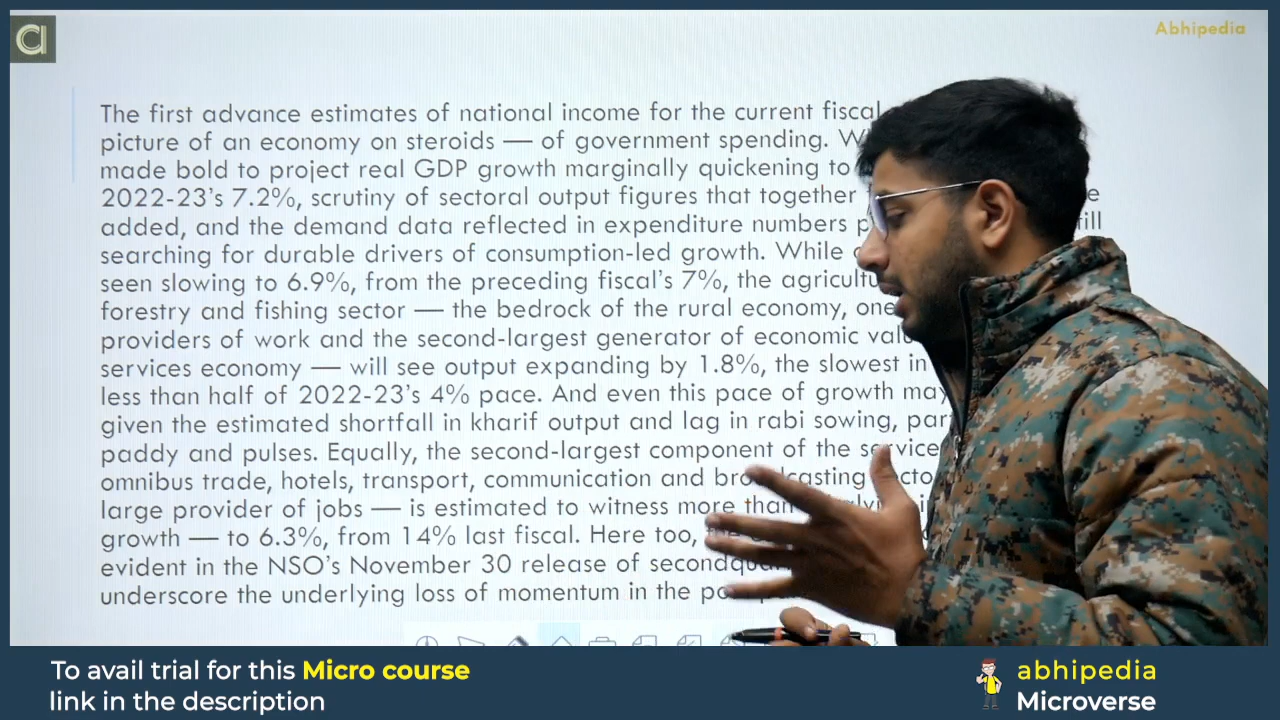 Abhipedia
The first advance estimates of national income for the current fiscal
picture of an economy on steroids — of government spending.
made bold to project real GDP growth marginally quickening to
2022-23's 7.2%, scrutiny of sectoral output figures that together
added, and the demand data reflected in expenditure numbers
searching for durable drivers of consumption-led growth. While
seen slowing to 6.9%, from the preceding fiscal's 7%, the
forestry and fishing sector — the bedrock of the rural economy, one
providers of work and the second-largest generator of economic
services economy — will see output expanding by 1.8%, the slowest in
less than half of 2022-23's 4% pace. And even this pace of growth may
given the estimated shortfall in kharif output and lag in rabi sowing,
paddy and pulses. Equally, the second-largest component of the
omnibus trade, hotels, transport, communication and
large provider of jobs — is estimated to witness more than
growth — to 6.3%, from 14% last fiscal. Here too,
evident in the NSO's November 30 release of
underscore the underlying loss of momentum in the
To avail trial for this Micro course
link in the description
abhipedia
Microverse